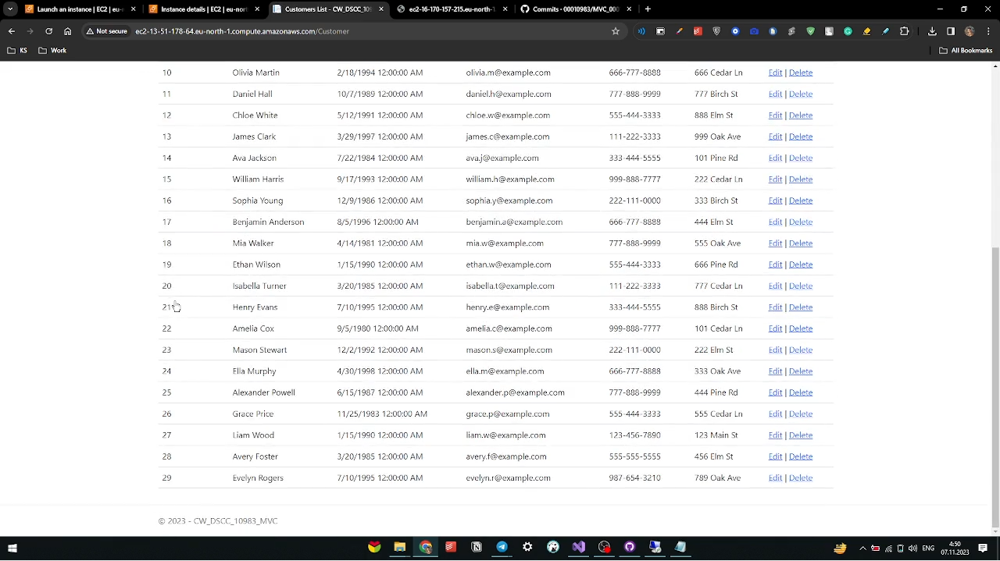 Launch an instance | EC2 | eu-n
Instance details | EC2 | eu-nort
Customers List - CW_DSCC_109
ec2-16-170-157-215.eu-north-1
Commits · 00010983/MVC_000
Not secure
ec2-13-51-178-64.eu-north-1.compute.amazonaws.com/Customer
KS
Work
All Bookmarks
10 Olivia Martin 2/18/1994 12:00:00 AM olivia.m@example.com 666-777-8888 666 Cedar Ln Edit | Delete
11 Daniel Hall 10/7/1989 12:00:00 AM daniel.h@example.com 777-888-9999 777 Birch St Edit | Delete
12 Chloe White 5/12/1991 12:00:00 AM chloe.w@example.com 555-444-3333 888 Elm St Edit | Delete
13 James Clark 3/29/1997 12:00:00 AM james.c@example.com 111-222-3333 999 Oak Ave Edit | Delete
14 Ava Jackson 7/22/1984 12:00:00 AM ava.j@example.com 333-444-5555 101 Pine Rd Edit | Delete
15 William Harris 9/17/1993 12:00:00 AM william.h@example.com 999-888-7777 222 Cedar Ln Edit | Delete
16 Sophia Young 12/9/1986 12:00:00 AM sophia.y@example.com 222-111-0000 333 Birch St Edit | Delete
17 Benjamin Anderson 8/5/1996 12:00:00 AM benjamin.a@example.com 666-777-8888 444 Elm St Edit | Delete
18 Mia Walker 4/14/1981 12:00:00 AM mia.w@example.com 777-888-9999 555 Oak Ave Edit | Delete
19 Ethan Wilson 1/15/1990 12:00:00 AM ethan.w@example.com 555-444-3333 666 Pine Rd Edit | Delete
20 Isabella Turner 3/20/1985 12:00:00 AM isabella.t@example.com 111-222-3333 777 Cedar Ln Edit | Delete
21 Henry Evans 7/10/1995 12:00:00 AM henry.e@example.com 333-444-5555 888 Birch St Edit | Delete
22 Amelia Cox 9/5/1980 12:00:00 AM amelia.c@example.com 999-888-7777 101 Cedar Ln Edit | Delete
23 Mason Stewart 12/2/1992 12:00:00 AM mason.s@example.com 222-111-0000 222 Elm St Edit | Delete
24 Ella Murphy 4/30/1998 12:00:00 AM ella.m@example.com 666-777-8888 333 Oak Ave Edit | Delete
25 Alexander Powell 6/15/1987 12:00:00 AM alexander.p@example.com 777-888-9999 444 Pine Rd Edit | Delete
26 Grace Price 11/25/1983 12:00:00 AM grace.p@example.com 555-444-3333 555 Cedar Ln Edit | Delete
27 Liam Wood 1/15/1990 12:00:00 AM liam.w@example.com 123-456-7890 123 Main St Edit | Delete
28 Avery Foster 3/20/1985 12:00:00 AM avery.f@example.com 555-555-5555 456 Elm St Edit | Delete
29 Evelyn Rogers 7/10/1995 12:00:00 AM evelyn.r@example.com 987-654-3210 789 Oak Ave Edit | Delete
© 2023 - CW_DSCC_10983_MVC
ENG
4:50
07.11.2023